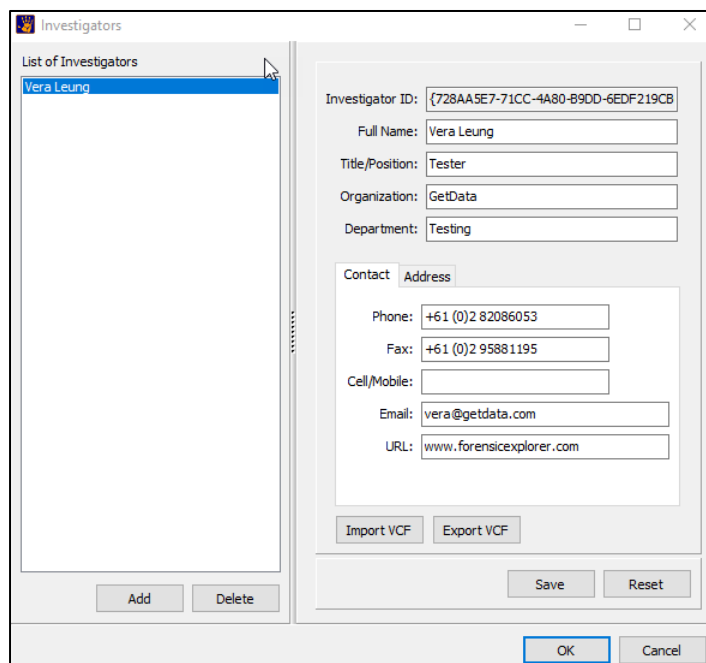 Investigators
List of Investigators
Vera Leung
Add
Delete
Investigator ID: {728AA5E7-71CC-4A80-B9DD-6EDF219CB
Full Name: Vera Leung
Title/Position: Tester
Organization: GetData
Department: Testing
Contact Address
Phone: +61 (0)2 82086053
Fax: +61 (0)2 95881195
Cell/Mobile:
Email: vera@getdata.com
URL: www.forensicexplorer.com
Import VCF Export VCF
Save Reset
OK Cancel